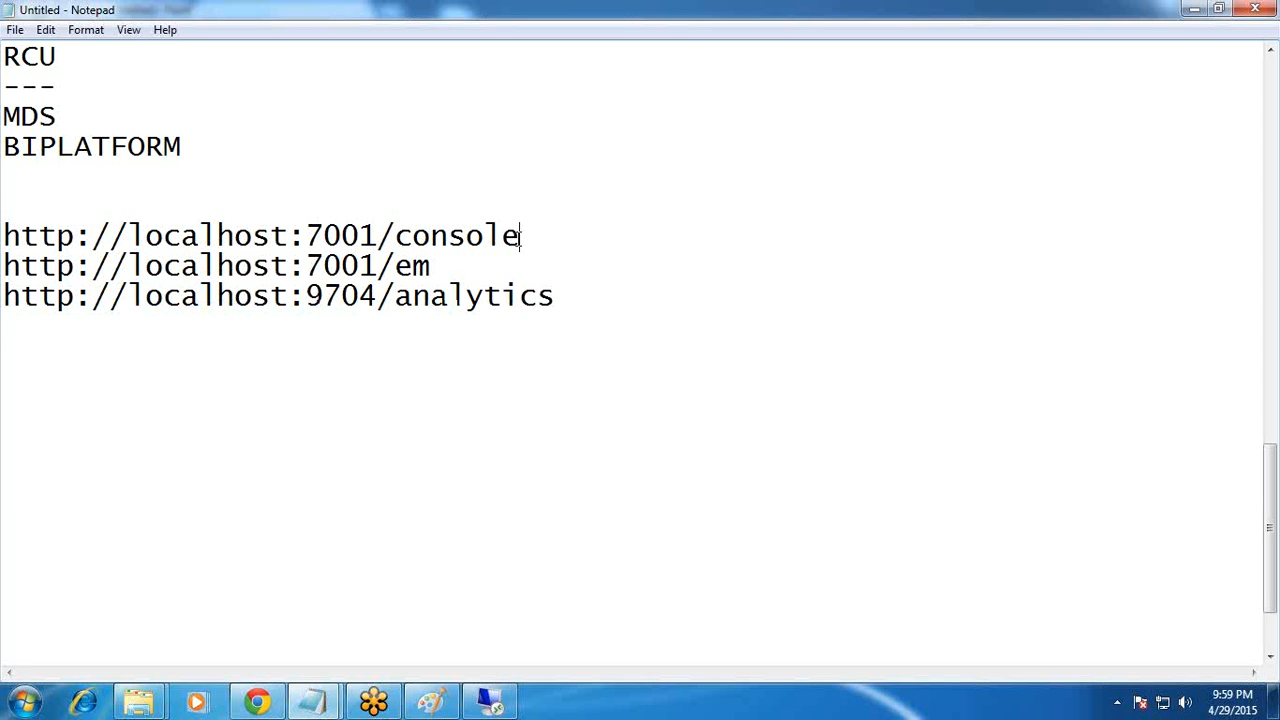 Untitled - Notepad
File Edit Format View Help
RCU
---
MDS
BIPLATFORM
http://localhost:7001/console
http://localhost:7001/em
http://localhost:9704/analytics
9:59 PM
4/29/2015